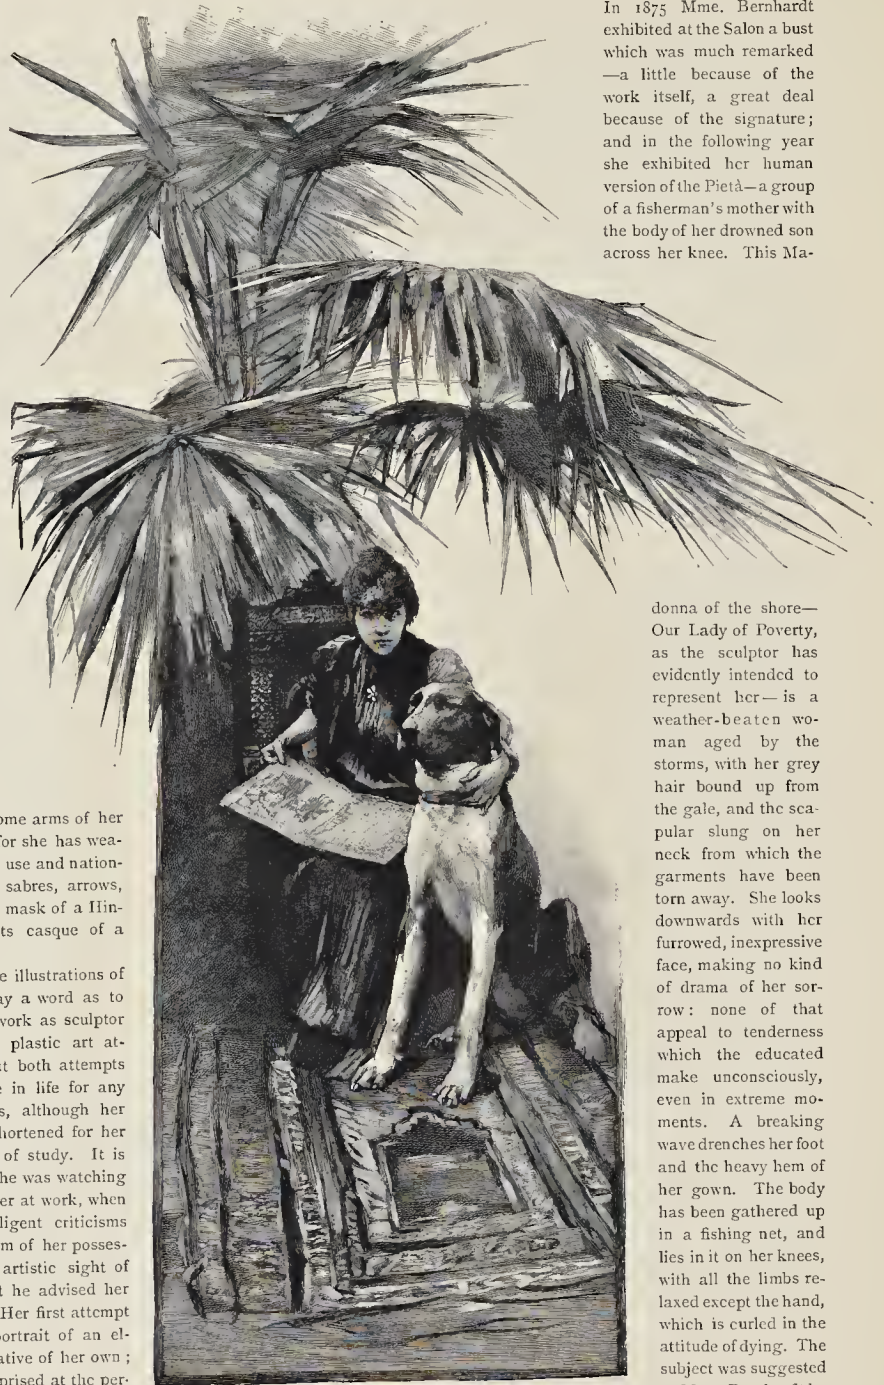 ome arms of her
or she has wea-
use and nation-
sabres, arrows,
mask of a Hin-
ts casque of a
e illustrations of
ay a word as to
work as sculptor
plastic art at-
t both attempts
e in life for any
s, although her
hortened for her
of study. It is
he was watching
er at work, when
lligent criticisms
m of her posses-
artistic sight of
t he advised her
Her first attempt
ortrait of an el-
ative of her own ;
prised at the per-
In 1875 Mme. Bernhardt
exhibited at the Salon a bust
which was much remarked
—a little because of the
work itself, a great deal
because of the signature;
and in the following year
she exhibited her human
version of the Pietà—a group
of a fisherman's mother with
the body of her drowned son
across her knee. This Ma-
donna of the shore—
Our Lady of Poverty,
as the sculptor has
evidently intended to
represent her—is a
weather-beaten wo-
man aged by the
storms, with her grey
hair bound up from
the gale, and the sca-
pular slung on her
neck from which the
garments have been
torn away. She looks
downwards with her
furrowed, inexpressive
face, making no kind
of drama of her sor-
row: none of that
appeal to tenderness
which the educated
make unconsciously,
even in extreme mo-
ments. A breaking
wave drenches her foot
and the heavy hem of
her gown. The body
has been gathered up
in a fishing net, and
lies in it on her knees,
with all the limbs re-
laxed except the hand,
which is curled in the
attitude of dying. The
subject was suggested